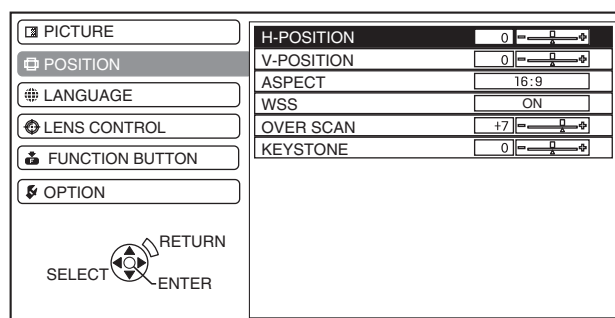 PICTURE
POSITION
LANGUAGE
LENS CONTROL
FUNCTION BUTTON
OPTION
SELECT
RETURN
ENTER
H-POSITION 0
V-POSITION 0
ASPECT 16:9
WSS ON
OVER SCAN +7
KEYSTONE 0